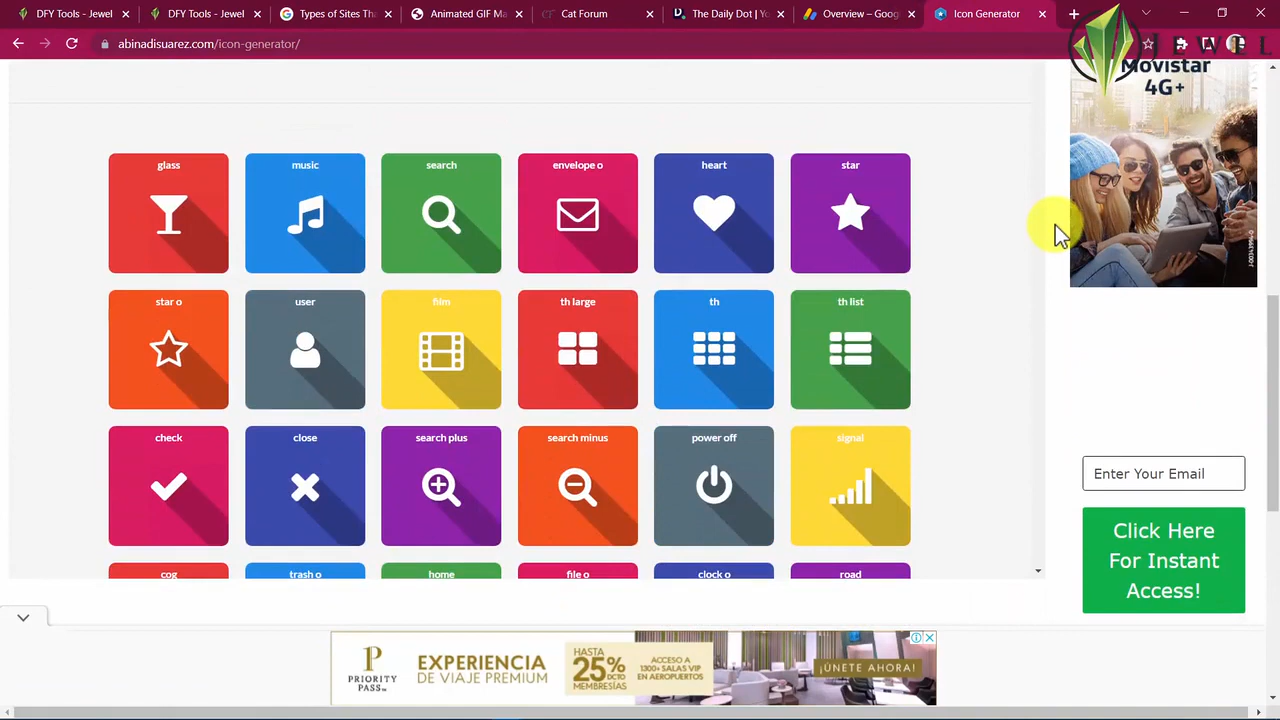 DFY Tools - Jewel
DFY Tools - Jewel
Types of Sites Tha
Animated GIF Ma
Cat Forum
The Daily Dot | Yo
Overview – Goog
Icon Generator
abinadisuarez.com/icon-generator/
JEWEL
Movistar
4G+
glass
music
search
envelope o
heart
star
star o
user
film
th large
th
th list
check
close
search plus
search minus
power off
signal
cog
trash o
home
file o
clock o
road
Enter Your Email
Click Here
For Instant
Access!
PRIORITY PASS
EXPERIENCIA
DE VIAJE PREMIUM
HASTA
25% DCTO
MEMBRESÍAS
ACCESO A
1300+ SALAS VIP
EN AEROPUERTOS
¡ÚNETE AHORA!